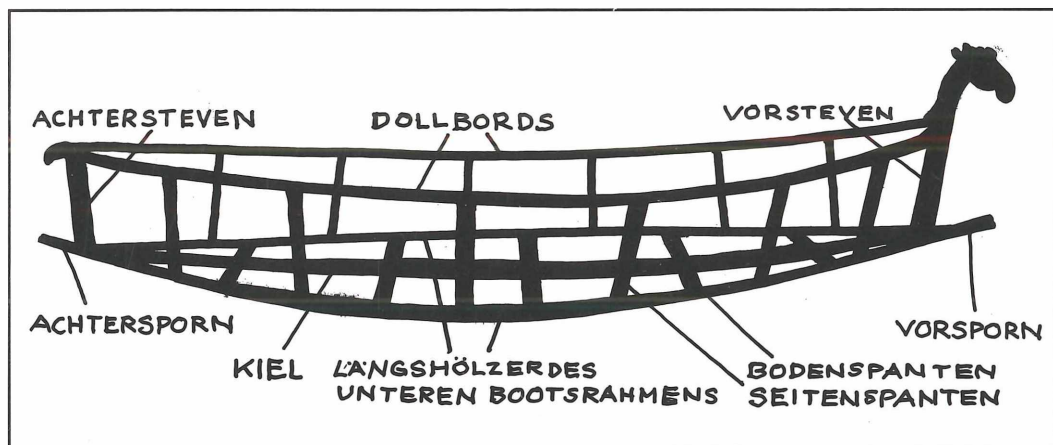 ACHTERSTEVEN
DOLLBORDS
VORSTEVEN
ACHTERSPORN
VORSPORN
KIEL
LÄNGSHÖLZER DES
UNTEREN BOOTSRAHMENS
BODENSPANTEN
SEITENSPANTEN